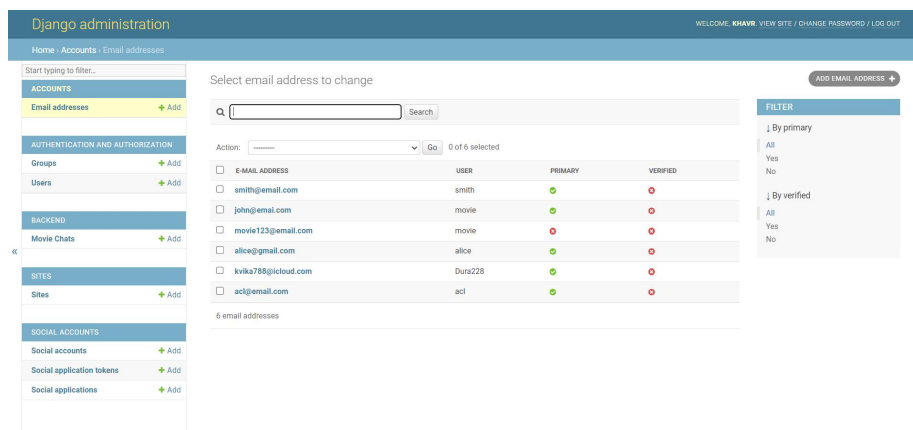 Django administration
WELCOME, KHAVR. VIEW SITE / CHANGE PASSWORD / LOG OUT
Home › Accounts › Email addresses
Start typing to filter...
ACCOUNTS
Email addresses + Add
AUTHENTICATION AND AUTHORIZATION
Groups + Add
Users + Add
BACKEND
Movie Chats + Add
SITES
Sites + Add
SOCIAL ACCOUNTS
Social accounts + Add
Social application tokens + Add
Social applications + Add
«
Select email address to change
ADD EMAIL ADDRESS +
Search
Action: --------- Go 0 of 6 selected
E-MAIL ADDRESS USER PRIMARY VERIFIED
smith@email.com smith
john@emai.com movie
movie123@email.com movie
alice@gmail.com alice
kvika788@icloud.com Dura228
acl@email.com acl
6 email addresses
FILTER
↓ By primary
All
Yes
No
↓ By verified
All
Yes
No